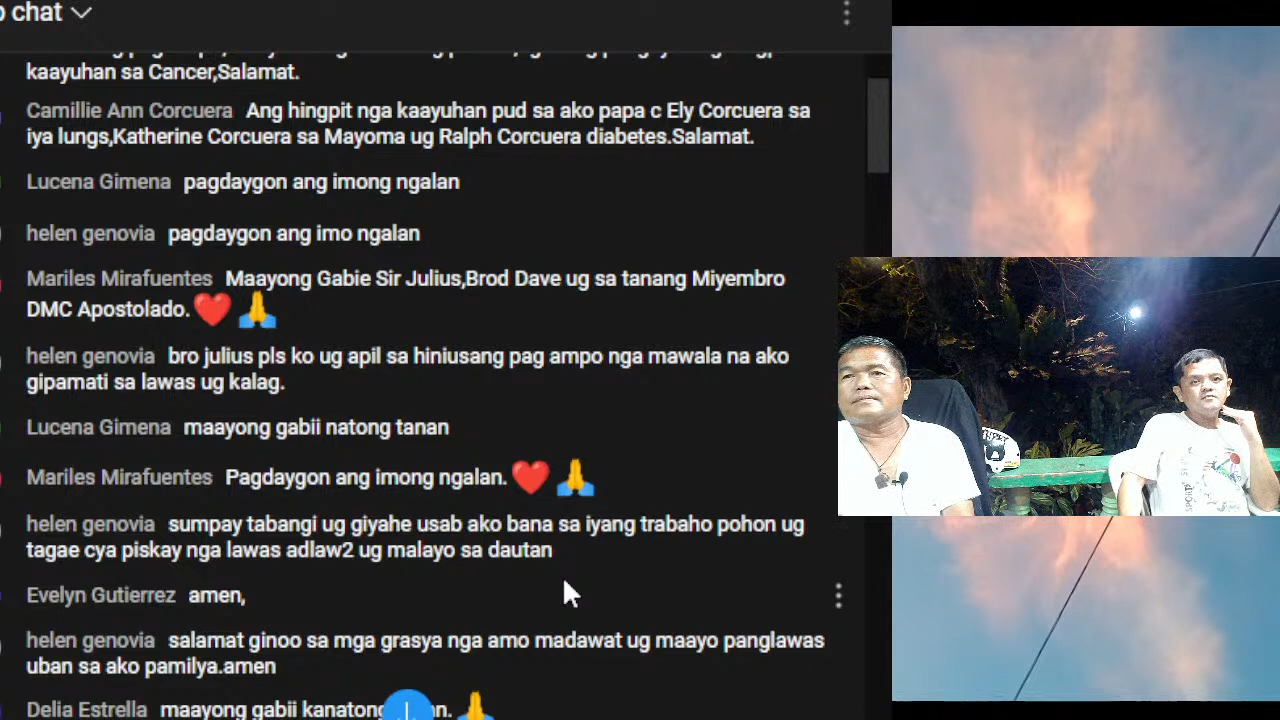 chat
kaayuhan sa Cancer,Salamat.
Camillie Ann Corcuera Ang hingpit nga kaayuhan pud sa ako papa c Ely Corcuera sa
iya lungs,Katherine Corcuera sa Mayoma ug Ralph Corcuera diabetes.Salamat.
Lucena Gimena pagdaygon ang imong ngalan
helen genovia pagdaygon ang imo ngalan
Mariles Mirafuentes Maayong Gabie Sir Julius,Brod Dave ug sa tanang Miyembro
DMC Apostolado.❤️🙏
helen genovia bro julius pls ko ug apil sa hiniusang pag ampo nga mawala na ako
gipamati sa lawas ug kalag.
Lucena Gimena maayong gabii natong tanan
Mariles Mirafuentes Pagdaygon ang imong ngalan.❤️🙏
helen genovia sumpay tabangi ug giyahe usab ako bana sa iyang trabaho pohon ug
tagae cya piskay nga lawas adlaw2 ug malayo sa dautan
Evelyn Gutierrez amen,
helen genovia salamat ginoo sa mga grasya nga amo madawat ug maayo panglawas
uban sa ako pamilya.amen
Delia Estrella maayong gabii kanatong 🙏